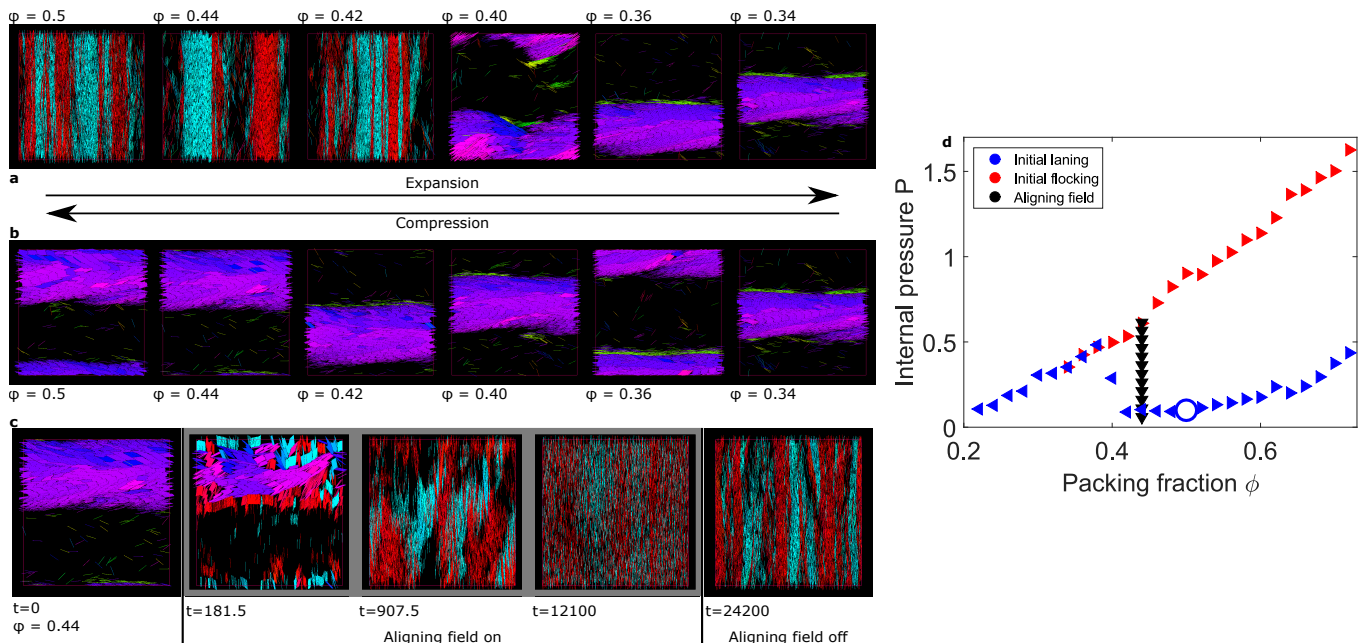 φ = 0.5
φ = 0.44
φ = 0.42
φ = 0.40
φ = 0.36
φ = 0.34
a
Expansion
Compression
b
φ = 0.5
φ = 0.44
φ = 0.42
φ = 0.40
φ = 0.36
φ = 0.34
c
t=0
φ = 0.44
t=181.5
t=907.5
t=12100
t=24200
Aligning field on
Aligning field off
d
Initial laning
Initial flocking
Aligning field
Internal pressure P
1.5
1
0.5
0
0.2
0.4
0.6
Packing fraction ϕ